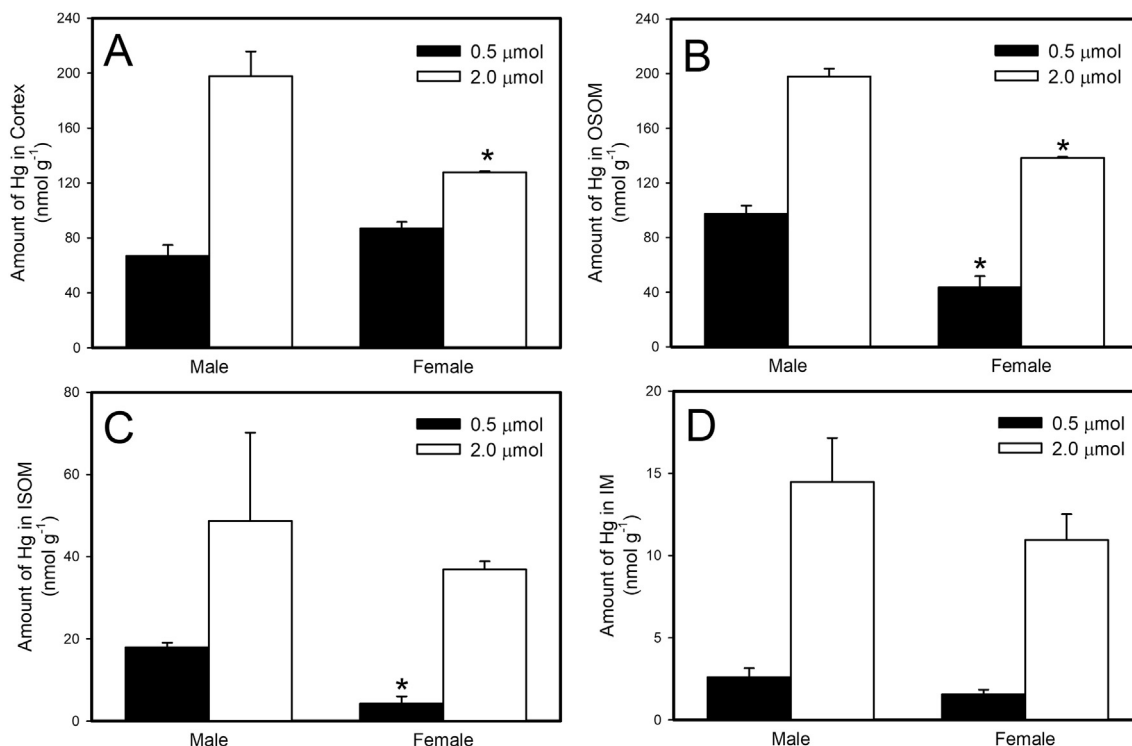 A
Amount of Hg in Cortex
(nmol g⁻¹)
240
200
160
120
80
40
0
0.5 µmol
2.0 µmol
*
Male
Female
B
Amount of Hg in OSOM
(nmol g⁻¹)
240
200
160
120
80
40
0
0.5 µmol
2.0 µmol
*
*
Male
Female
C
Amount of Hg in ISOM
(nmol g⁻¹)
80
60
40
20
0
0.5 µmol
2.0 µmol
*
Male
Female
D
Amount of Hg in IM
(nmol g⁻¹)
20
15
10
5
0
0.5 µmol
2.0 µmol
Male
Female